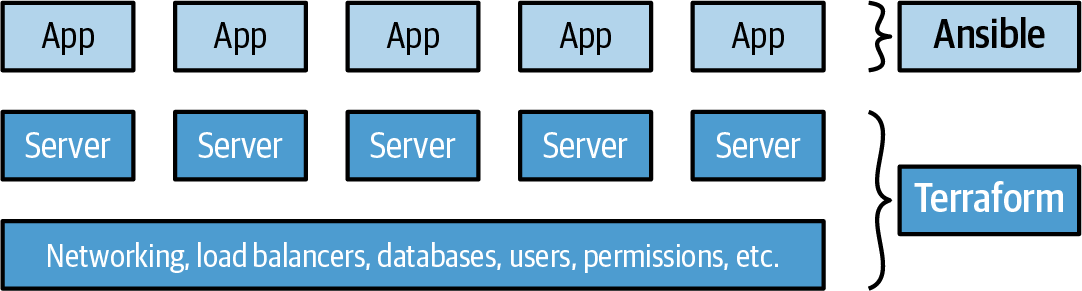 App App App App App Ansible
Server Server Server Server Server
Terraform
Networking, load balancers, databases, users, permissions, etc.